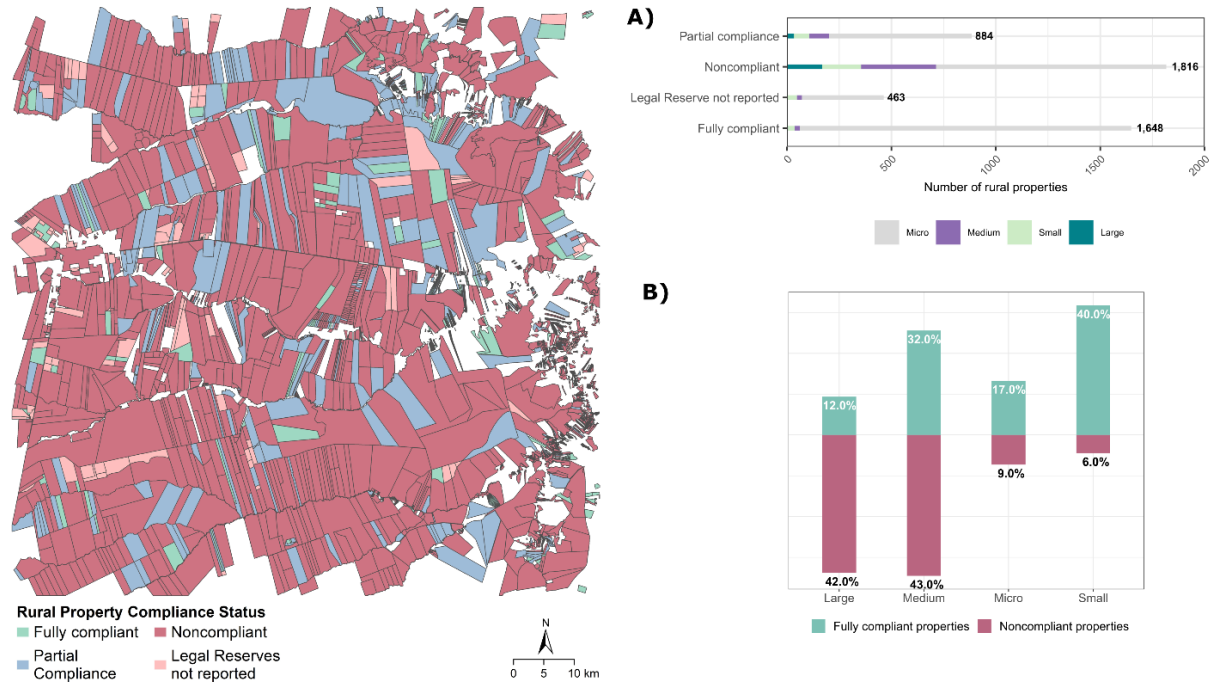 Rural Property Compliance Status
Fully compliant
Noncompliant
Partial
Compliance
Legal Reserves
not reported
N
0 5 10 km
A)
Partial compliance
884
Noncompliant
1,816
Legal Reserve not reported
463
Fully compliant
1,648
0 500 1000 1500 2000
Number of rural properties
Micro Medium Small Large
B)
40.0%
32.0%
17.0%
12.0%
6.0%
9.0%
42.0%
43.0%
Large Medium Micro Small
Fully compliant properties Noncompliant properties